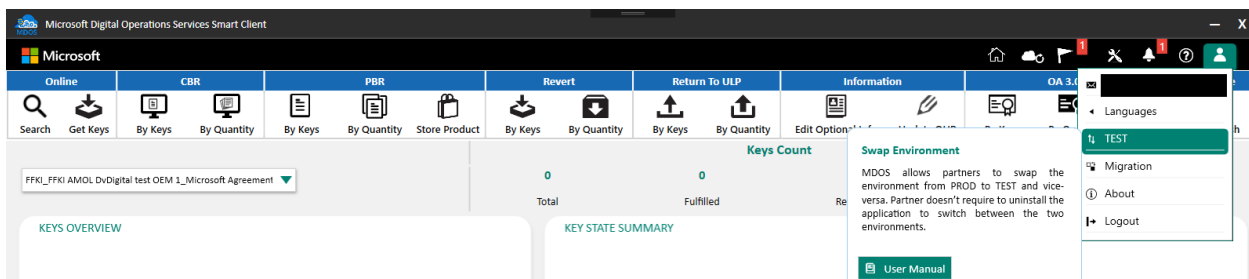 MDOS Microsoft Digital Operations Services Smart Client X
Microsoft 1 1
Online CBR PBR Revert Return To ULP Information OA 3.0
Search Get Keys By Keys By Quantity By Keys By Quantity Store Product By Keys By Quantity By Keys By Quantity Edit Optional
Languages
TEST
Migration
About
Logout
Keys Count
FFKI_FFKI AMOL DvDigital test OEM 1_Microsoft Agreement
0 0
Total Fulfilled Re
KEYS OVERVIEW KEY STATE SUMMARY
Swap Environment
MDOS allows partners to swap the
environment from PROD to TEST and vice-
versa. Partner doesn't require to uninstall the
application to switch between the two
environments.
User Manual